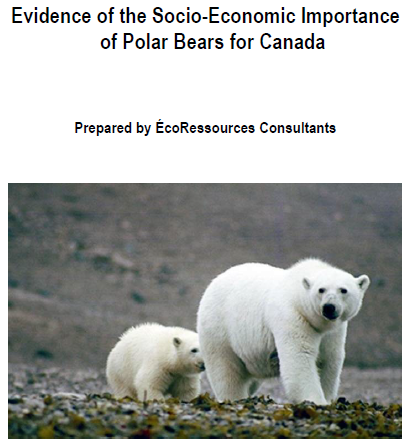 Evidence of the Socio-Economic Importance
of Polar Bears for Canada
Prepared by ÉcoRessources Consultants